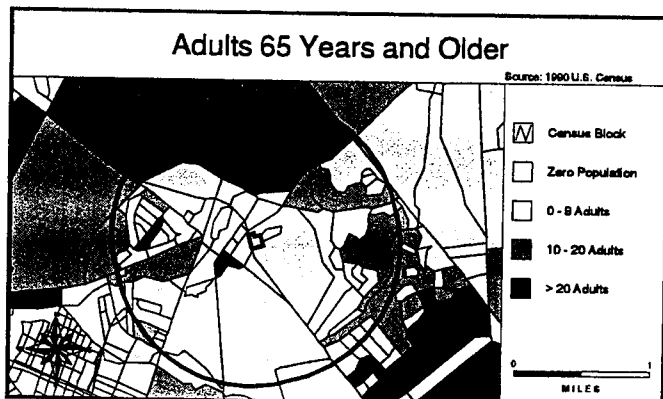 Adults 65 Years and Older
Source: 1990 U.S. Census
Census Block
Zero Population
0 - 9 Adults
10 - 20 Adults
> 20 Adults
0 1
MILES